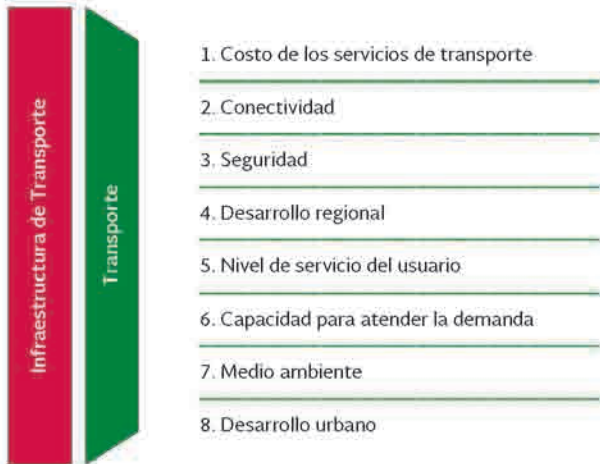 Infraestructura de Transporte
Transporte
1. Costo de los servicios de transporte
2. Conectividad
3. Seguridad
4. Desarrollo regional
5. Nivel de servicio del usuario
6. Capacidad para atender la demanda
7. Medio ambiente
8. Desarrollo urbano